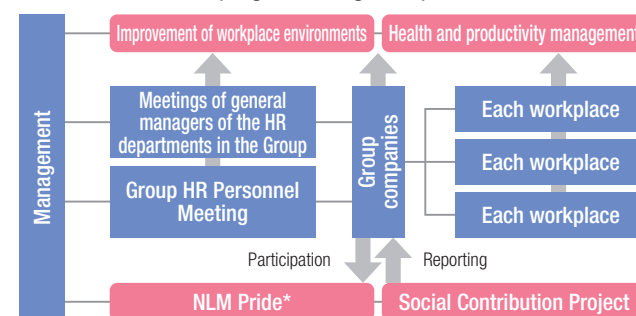 Improvement of workplace environments
Health and productivity management
Management
Meetings of general
managers of the HR
departments in the Group
Group HR Personnel
Meeting
Group
companies
Each workplace
Each workplace
Each workplace
Participation
Reporting
NLM Pride*
Social Contribution Project